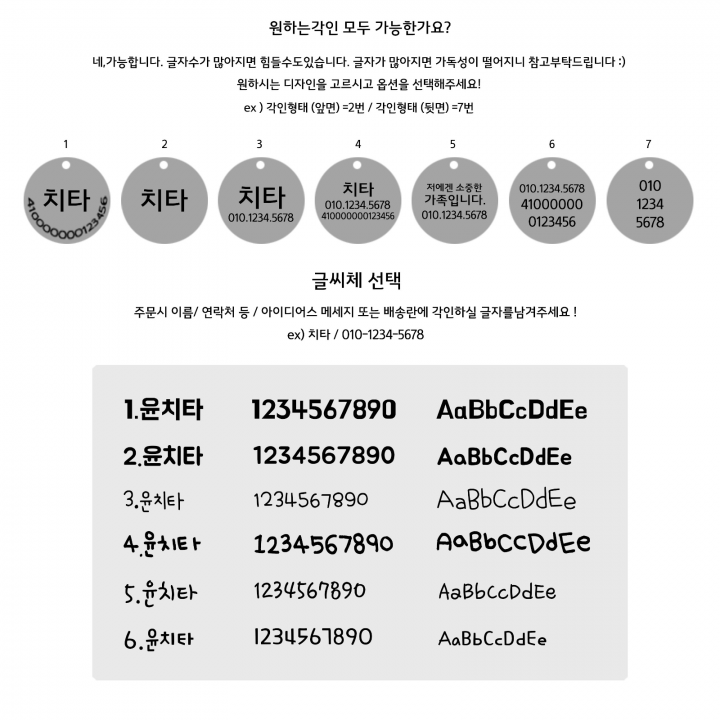 원하는각인 모두 가능한가요?
네,가능합니다. 글자수가 많아지면 힘들수도있습니다. 글자가 많아지면 가독성이 떨어지니 참고부탁드립니다 :)
원하시는 디자인을 고르시고 옵션을 선택해주세요!
ex ) 각인형태 (앞면) =2번 / 각인형태 (뒷면) =7번
1 2 3 4 5 6 7
치타
410000000123456
치타
치타
010.1234.5678
치타
010.1234.5678
410000000123456
저에겐 소중한
가족입니다.
010.1234.5678
010.1234.5678
41000000
0123456
010
1234
5678
글씨체 선택
주문시 이름/ 연락처 등 / 아이디어스 메세지 또는 배송란에 각인하실 글자를남겨주세요 !
ex) 치타 / 010-1234-5678
1.윤치타 1234567890 AaBbCcDdEe
2.윤치타 1234567890 AaBbCcDdEe
3.윤치타 1234567890 AaBbCcDdEe
4.윤치타 1234567890 AaBbCcDdEe
5.윤치타 1234567890 AaBbCcDdEe
6.윤치타 1234567890 AaBbCcDdEe